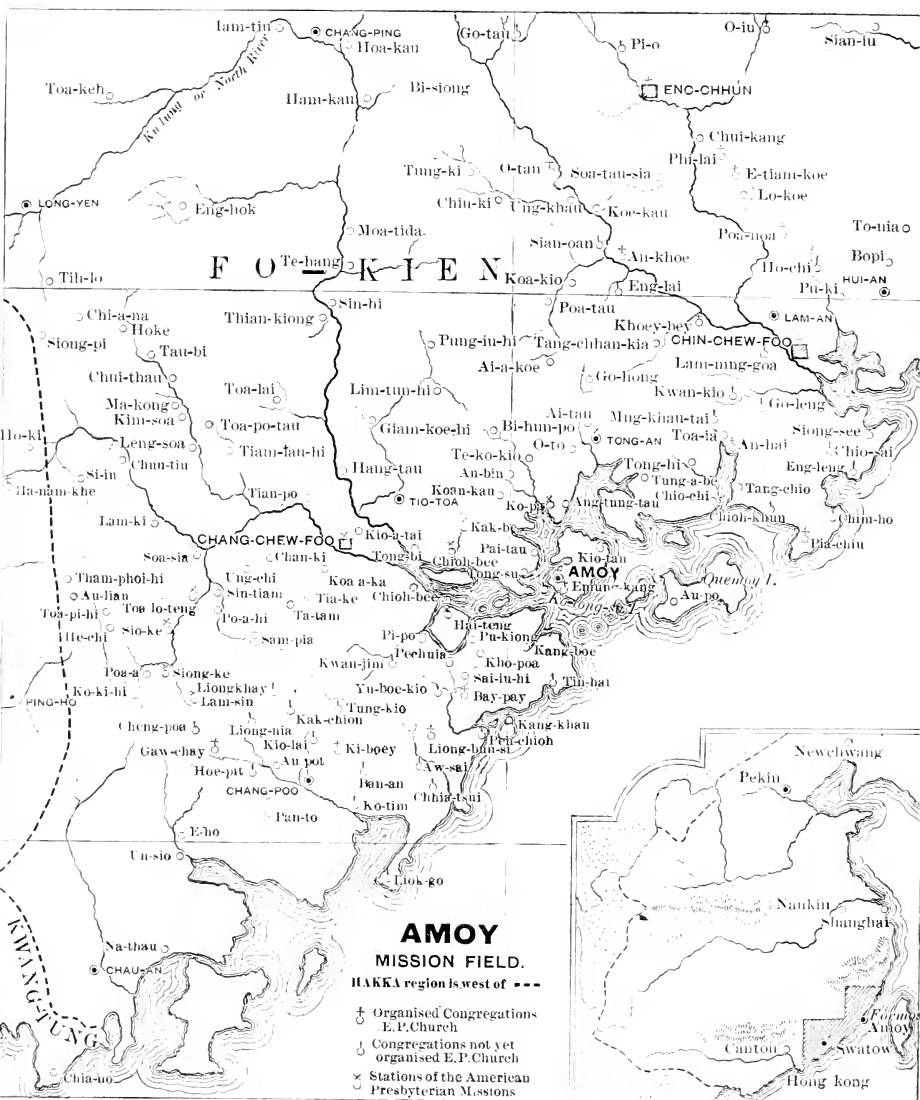 Iam-tiu
CHANG-PING
Hoa-kau
Go-tau
Pi-o
O-iu
Sian-iu
Toa-keh
Ku lung or North River
Ham-kau
Bi-siong
ENC-CHHUN
Chui-kang
Phi-lai
Tung-ki
O-tau
Soa-tau-sia
E-tiam-koe
Lo-koe
LONG-YEN
Eng-hok
Chiu-ki
Ung-khau
Koe-kau
Moa-tida
Sian-oan
Poa-noa
To-nia
FO-KIEN
Te-hang
An-khoe
Ho-chi
Bopi
Tih-lo
Koa-kio
Eng-lai
Pu-ki
HUI-AN
Sin-hi
Poa-tau
Chi-a-na
Hoke
Thian-kiong
Khoey-bey
LAM-AN
Siong-pi
Tau-bi
Pung-iu-hi
Tang-chhan-kia
CHIN-CHEW-FOO
Ai-a-koe
Lam-mng-goa
Chui-thau
Toa-lai
Lim-tun-hi
Go-hong
Kwan-kio
Ma-kong
Go-leng
Kim-soa
Toa-po-tau
Giam-koe-hi
Bi-hun-po
Ai-tau
Mug-khau-tai
Ho-ki
Leng-soa
Tiam-tau-hi
O-to
TONG-AN
Toa-ia
An-hai
Siong-see
Chio-sai
Te-ko-kio
Si-iu
Chun-tiu
Hang-tau
An-bin
Tong-hi
Eng-leng
Ha-nam-khe
Tian-po
Koan-kau
Tung-a-be
Tang-chio
TIO-TOA
Chio-chi
Lam-ki
Ang-tung-tau
Chioh-khun
Chim-ho
CHANG-CHEW-FOO
Kio-a-tai
Kak-be
Pia-chiu
Soa-sia
Chan-ki
Tong-bi
Pai-tau
Chioh-bee
Kio-tau
Tham-phoi-hi
Ung-chi
Koa a-ka
Tong-su
AMOY
Quemoy I.
Au-liau
Sin-tiam
Tia-ke
Chioh-bee
Au-po
Toa-pi-hi
Toa lo-teng
Po-a-hi
Ta-tam
Hai-teng
He-chi
Sio-ke
Sam-pia
Pi-po
Pu-kiong
Kang-boe
Pechuia
Poa-a
Siong-ke
Kwan-jim
Kho-poa
Sai-iu-hi
Tin-hai
Ko-ki-hi
Liongkhay
Yu-boe-kio
Bay-pay
PING-HO
Lam-sin
Tung-kio
Kak-chion
Kang-khan
Cheng-poa
Liong-nia
Peh-chioh
Gaw-chay
Kio-lai
Ki-boey
Liong-bun-si
Hoe-pit
Au pot
Aw-sai
CHANG-POO
Ban-an
Chhia-tsui
Pan-to
Ko-tim
E-ho
Un-sio
Liok-go
Na-thau
CHAU-AN
KWANG-TUNG
Chia-no
AMOY
MISSION FIELD.
HAKKA region is west of
Organised Congregations
E.P.Church
Congregations not yet
organised E.P.Church
Stations of the American
Presbyterian Missions
Newchwang
Pekin
Nankin
Shanghai
Amoy
Canton
Swatow
Hong kong